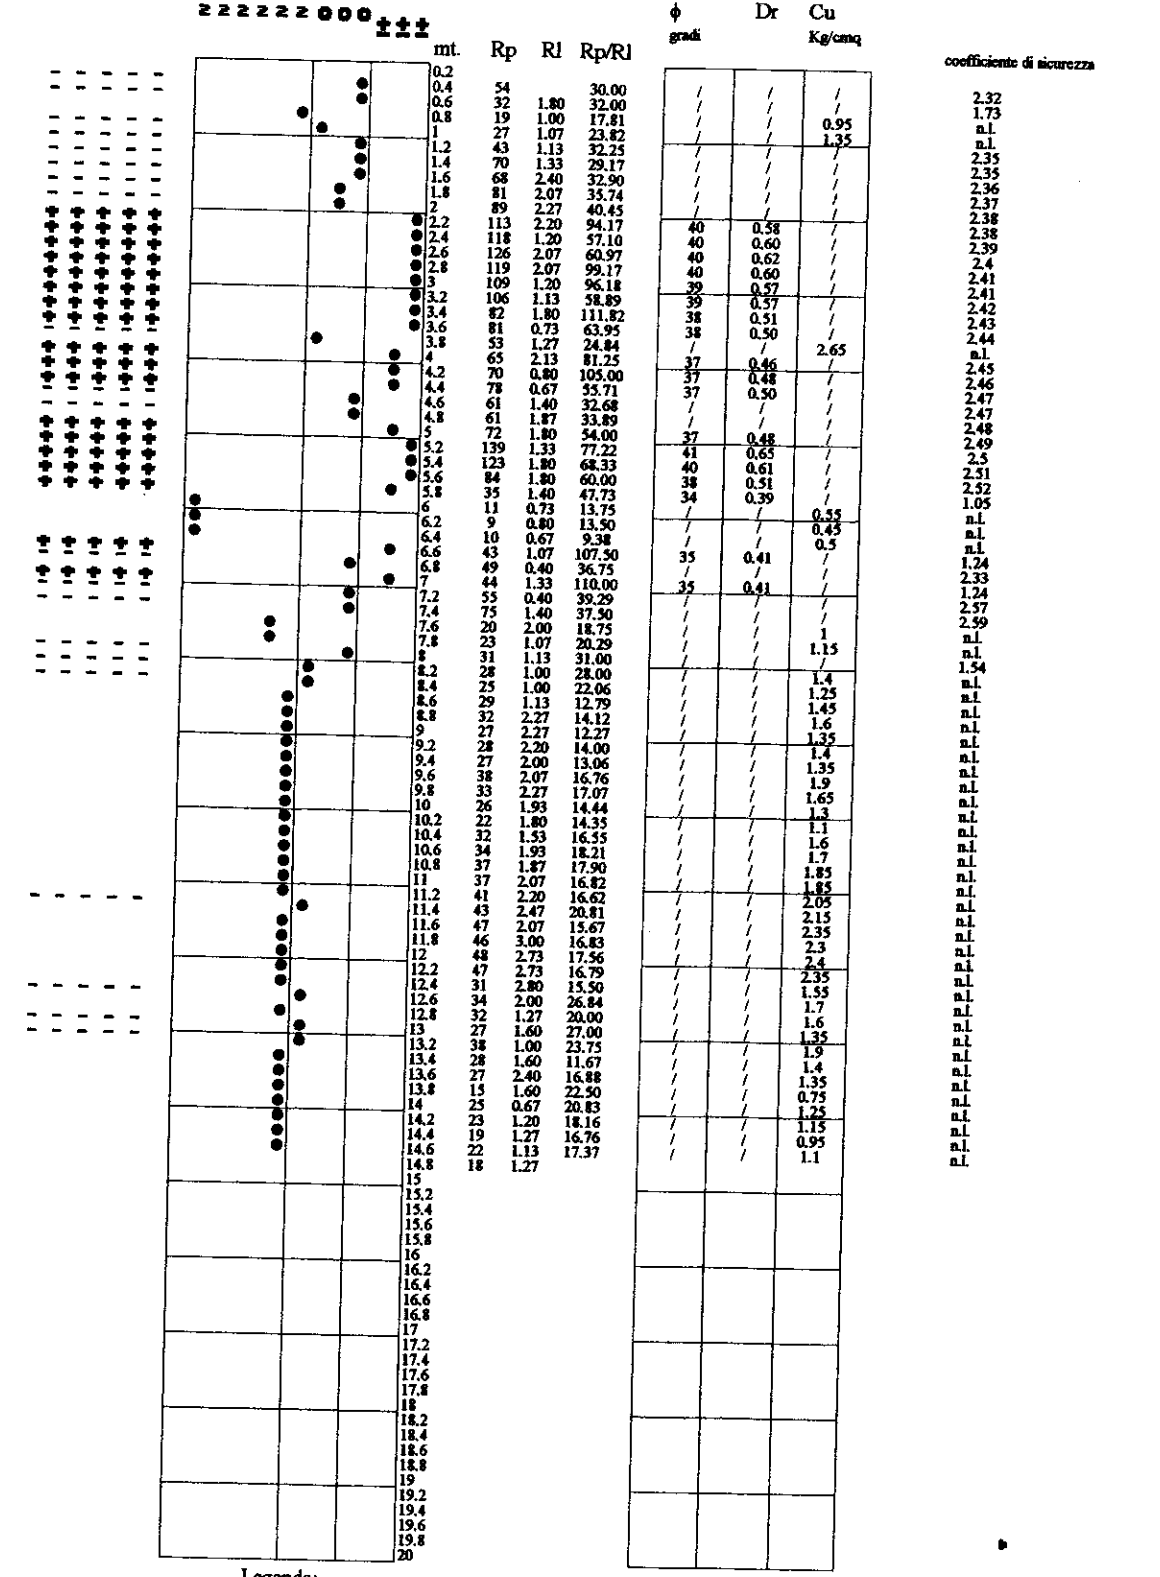 2 2 2 2 2 2 0 0 0 ± ± ±
mt. Rp Rl Rp/Rl ϕ gradi Dr Cu Kg/cmq coefficiente di sicurezza
0.2
0.4 54 30.00 / / / 2.32
0.6 32 1.80 32.00 / / / 1.73
0.8 19 1.00 17.81 / / 0.95 n.l.
1 27 1.07 23.82 / / 1.35 n.l.
1.2 43 1.13 32.25 / / / 2.35
1.4 70 1.33 29.17 / / / 2.35
1.6 68 2.40 32.90 / / / 2.36
1.8 81 2.07 35.74 / / / 2.37
2 89 2.27 40.45 / / / 2.38
2.2 113 2.20 94.17 40 0.58 / 2.38
2.4 118 1.20 57.10 40 0.60 / 2.39
2.6 126 2.07 60.97 40 0.62 / 2.4
2.8 119 2.07 99.17 40 0.60 / 2.41
3 109 1.20 96.18 39 0.57 / 2.41
3.2 106 1.13 58.89 39 0.57 / 2.42
3.4 82 1.80 111.82 38 0.51 / 2.43
3.6 81 0.73 63.95 38 0.50 / 2.44
3.8 53 1.27 24.84 / / 2.65 n.l.
4 65 2.13 81.25 37 0.46 / 2.45
4.2 70 0.80 105.00 37 0.48 / 2.46
4.4 78 0.67 55.71 37 0.50 / 2.47
4.6 61 1.40 32.68 / / / 2.47
4.8 61 1.87 33.89 / / / 2.48
5 72 1.80 54.00 37 0.48 / 2.49
5.2 139 1.33 77.22 41 0.65 / 2.5
5.4 123 1.80 68.33 40 0.61 / 2.51
5.6 84 1.80 60.00 38 0.51 / 2.52
5.8 35 1.40 47.73 34 0.39 / 1.05
6 11 0.73 13.75 / / 0.55 n.l.
6.2 9 0.80 13.50 / / 0.45 n.l.
6.4 10 0.67 9.38 / / 0.5 n.l.
6.6 43 1.07 107.50 35 0.41 / 1.24
6.8 49 0.40 36.75 / / / 2.33
7 44 1.33 110.00 35 0.41 / 1.24
7.2 55 0.40 39.29 / / / 2.57
7.4 75 1.40 37.50 / / / 2.59
7.6 20 2.00 18.75 / / 1 n.l.
7.8 23 1.07 20.29 / / 1.15 n.l.
8 31 1.13 31.00 / / / 1.54
8.2 28 1.00 28.00 / / 1.4 n.l.
8.4 25 1.00 22.06 / / 1.25 n.l.
8.6 29 1.13 12.79 / / 1.45 n.l.
8.8 32 2.27 14.12 / / 1.6 n.l.
9 27 2.27 12.27 / / 1.35 n.l.
9.2 28 2.20 14.00 / / 1.4 n.l.
9.4 27 2.00 13.06 / / 1.35 n.l.
9.6 38 2.07 16.76 / / 1.9 n.l.
9.8 33 2.27 17.07 / / 1.65 n.l.
10 26 1.93 14.44 / / 1.3 n.l.
10.2 22 1.80 14.35 / / 1.1 n.l.
10.4 32 1.53 16.55 / / 1.6 n.l.
10.6 34 1.93 18.21 / / 1.7 n.l.
10.8 37 1.87 17.90 / / 1.85 n.l.
11 37 2.07 16.82 / / 1.85 n.l.
11.2 41 2.20 16.62 / / 2.05 n.l.
11.4 43 2.47 20.81 / / 2.15 n.l.
11.6 47 2.07 15.67 / / 2.35 n.l.
11.8 46 3.00 16.83 / / 2.3 n.l.
12 48 2.73 17.56 / / 2.4 n.l.
12.2 47 2.73 16.79 / / 2.35 n.l.
12.4 31 2.80 15.50 / / 1.55 n.l.
12.6 34 2.00 26.84 / / 1.7 n.l.
12.8 32 1.27 20.00 / / 1.6 n.l.
13 27 1.60 27.00 / / 1.35 n.l.
13.2 38 1.00 23.75 / / 1.9 n.l.
13.4 28 1.60 11.67 / / 1.4 n.l.
13.6 27 2.40 16.88 / / 1.35 n.l.
13.8 15 1.60 22.50 / / 0.75 n.l.
14 25 0.67 20.83 / / 1.25 n.l.
14.2 23 1.20 18.16 / / 1.15 n.l.
14.4 19 1.27 16.76 / / 0.95 n.l.
14.6 22 1.13 17.37 / / 1.1 n.l.
14.8 18 1.27
15
15.2
15.4
15.6
15.8
16
16.2
16.4
16.6
16.8
17
17.2
17.4
17.6
17.8
18
18.2
18.4
18.6
18.8
19
19.2
19.4
19.6
19.8
20